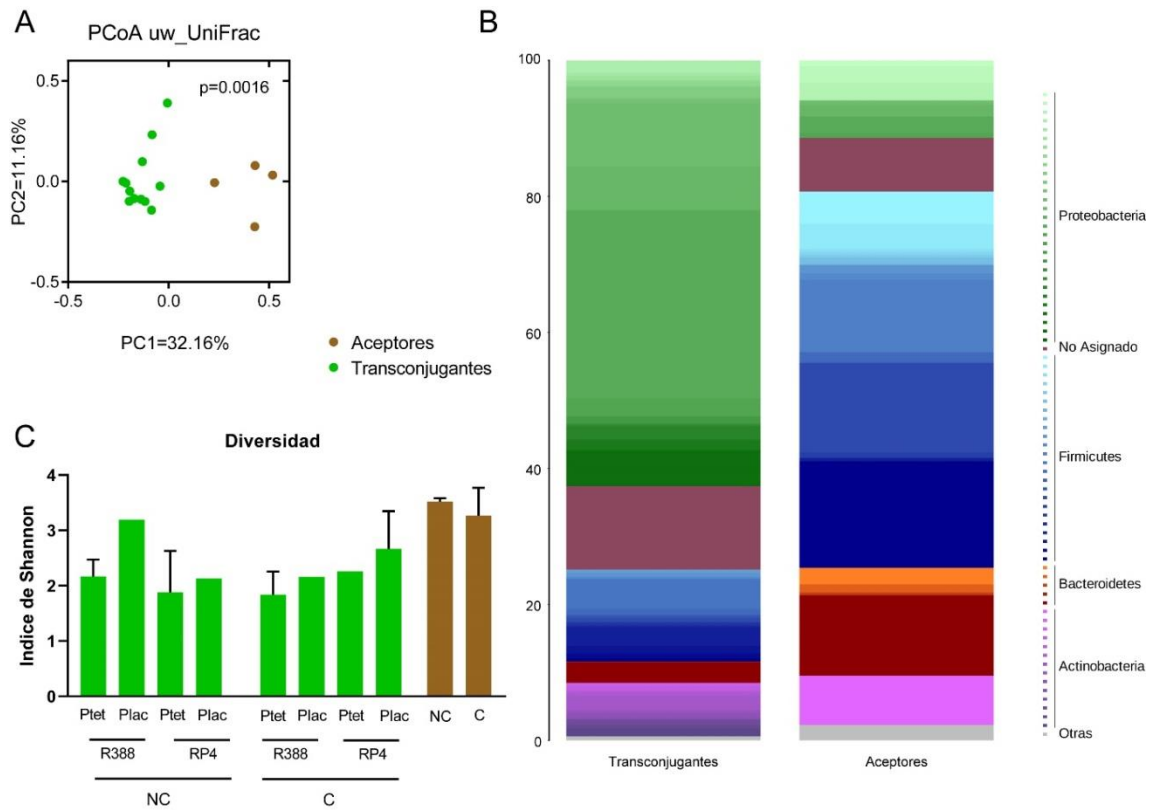 A
PCoA uw_UniFrac
p=0.0016
0.5
0.0
-0.5
-0.5
0.0
0.5
PC2=11.16%
PC1=32.16%
Aceptores
Transconjugantes
B
100
80
60
40
20
0
Transconjugantes
Aceptores
Proteobacteria
No Asignado
Firmicutes
Bacteroidetes
Actinobacteria
Otras
C
Diversidad
Indice de Shannon
4
3
2
1
0
Ptet Plac Ptet Plac Ptet Plac Ptet Plac NC C
R388 RP4 R388 RP4
NC C